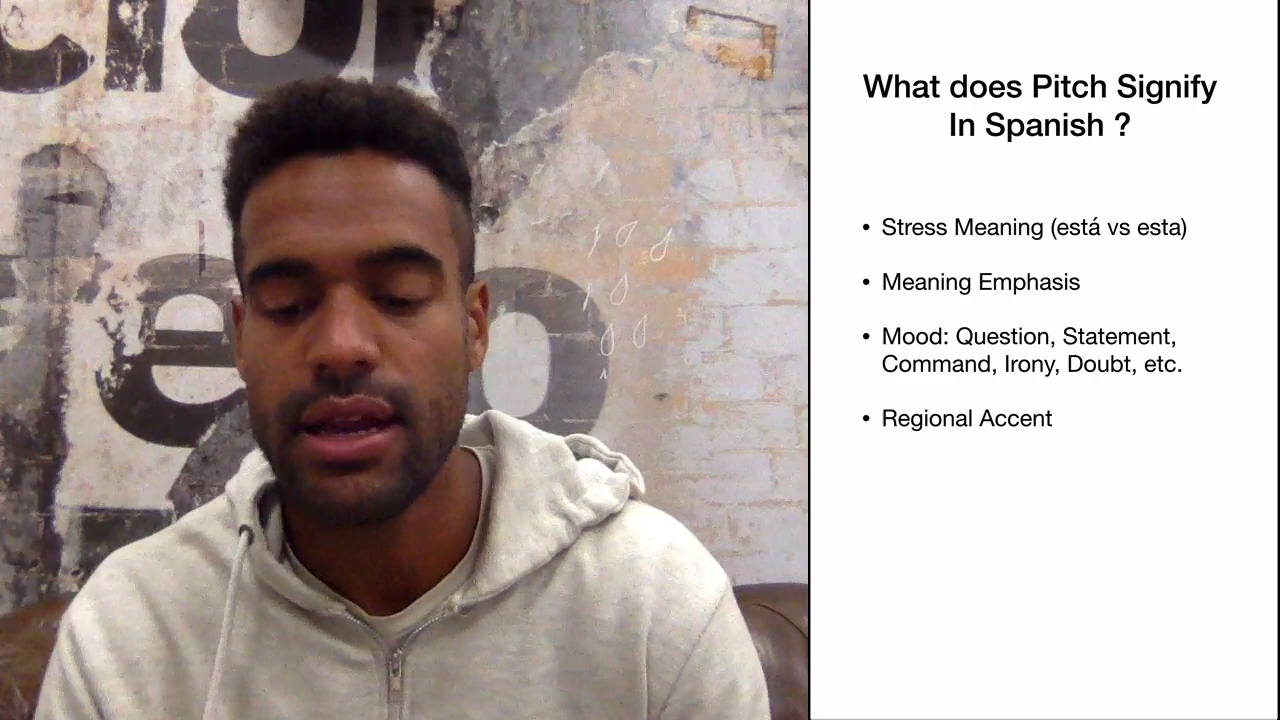 What does Pitch Signify
In Spanish ?
• Stress Meaning (está vs esta)
• Meaning Emphasis
• Mood: Question, Statement,
Command, Irony, Doubt, etc.
• Regional Accent